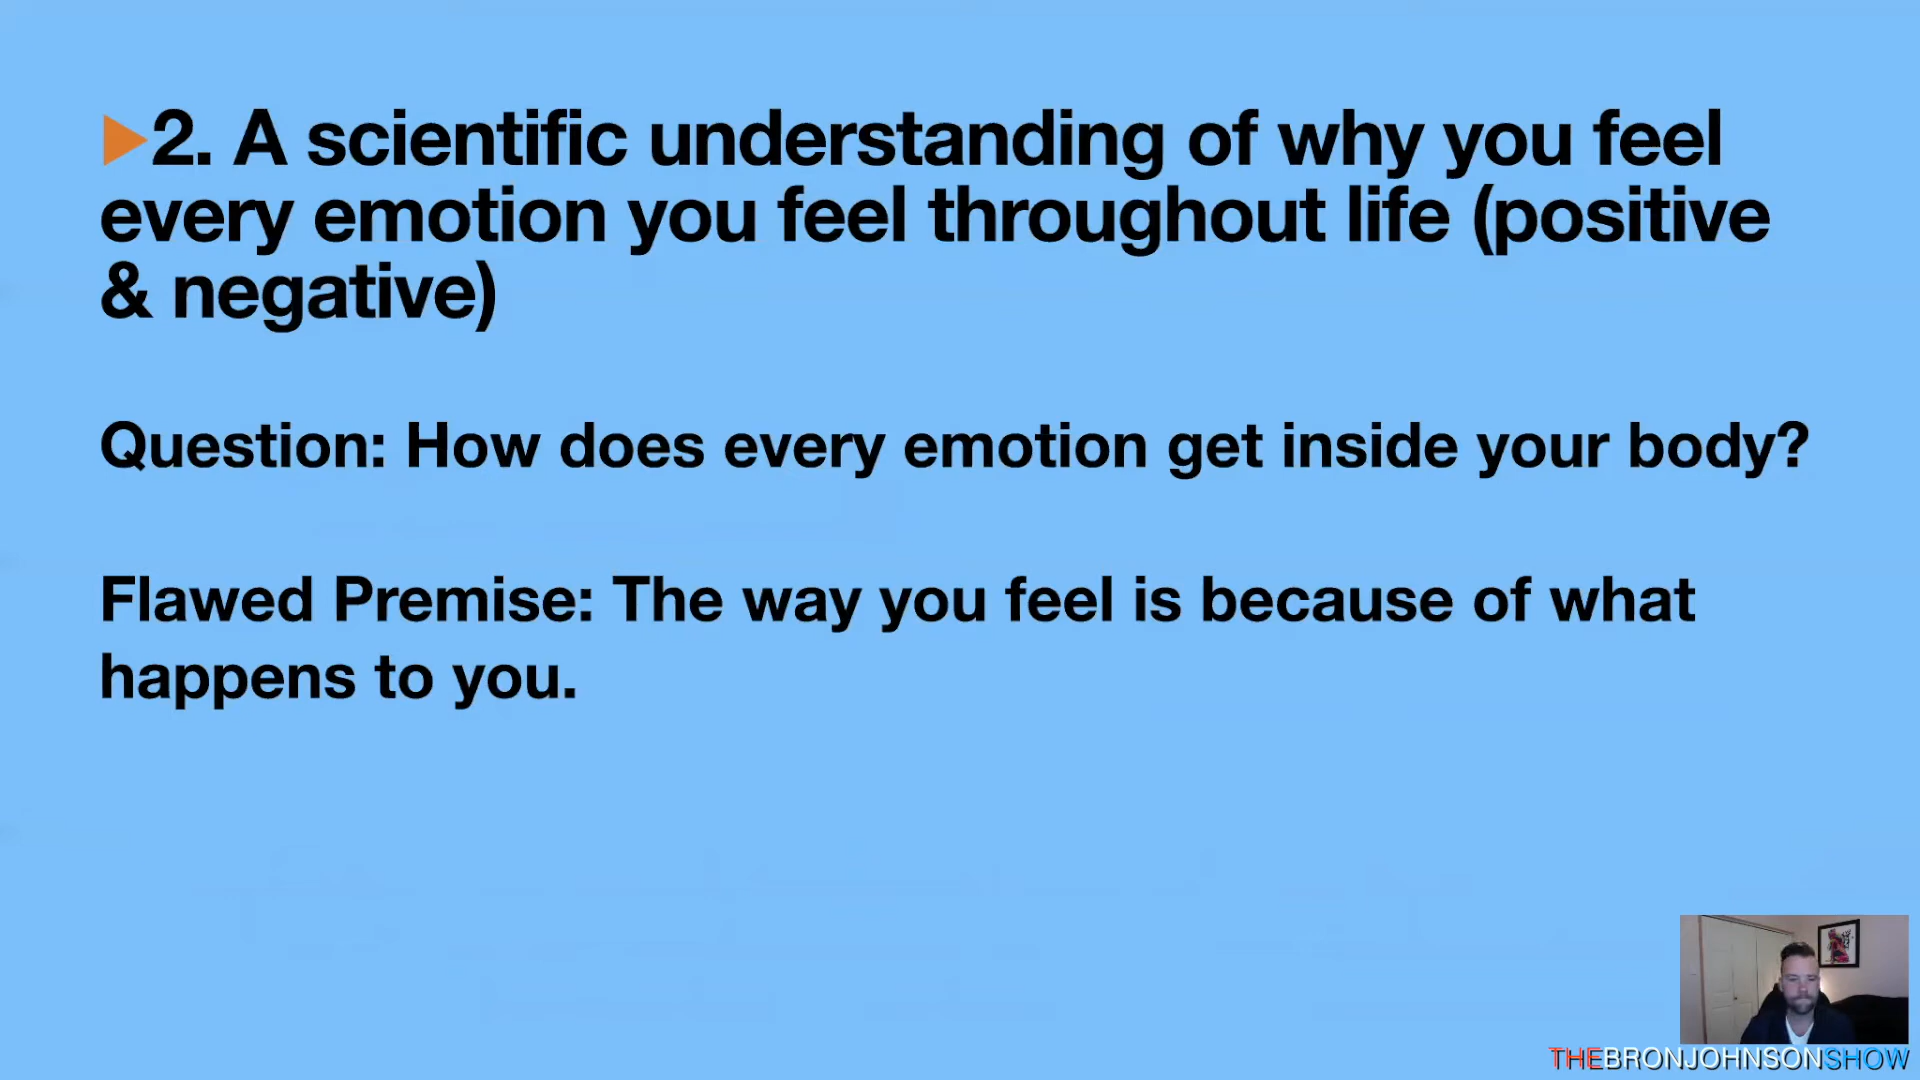 2. A scientific understanding of why you feel
every emotion you feel throughout life (positive
& negative)
Question: How does every emotion get inside your body?
Flawed Premise: The way you feel is because of what
happens to you.
THEBRONJOHNSONSHOW